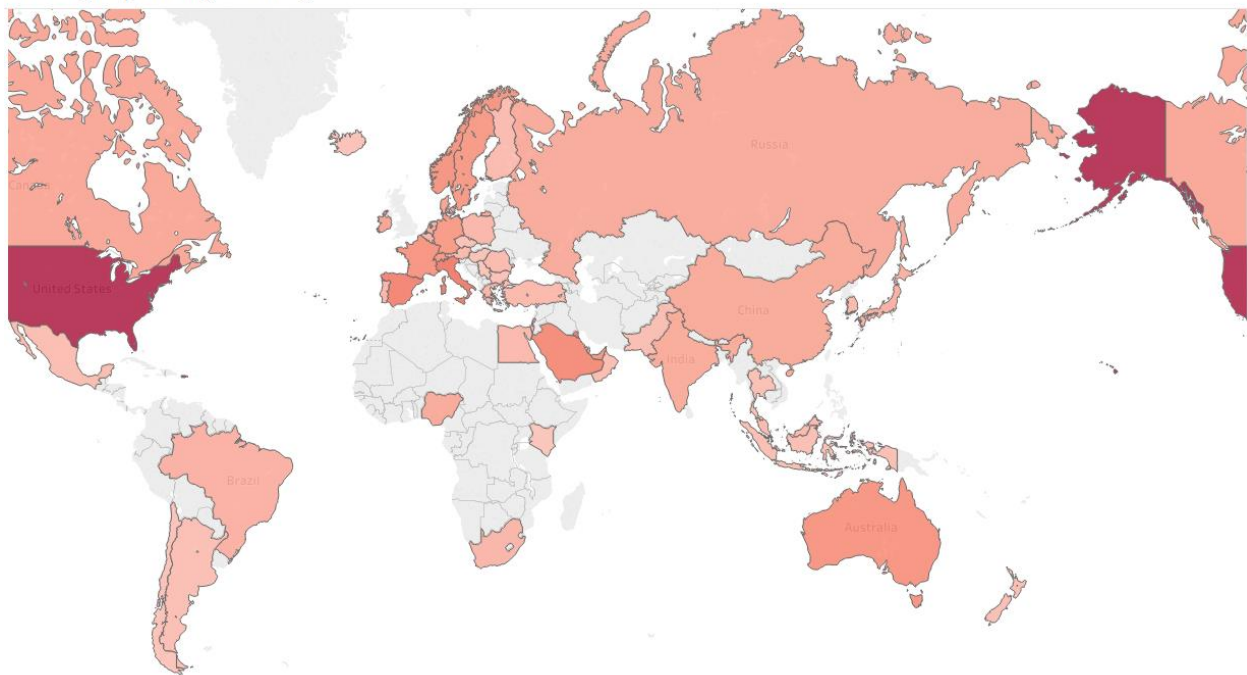 Russia
Canada
United States
China
India
Brazil
Australia